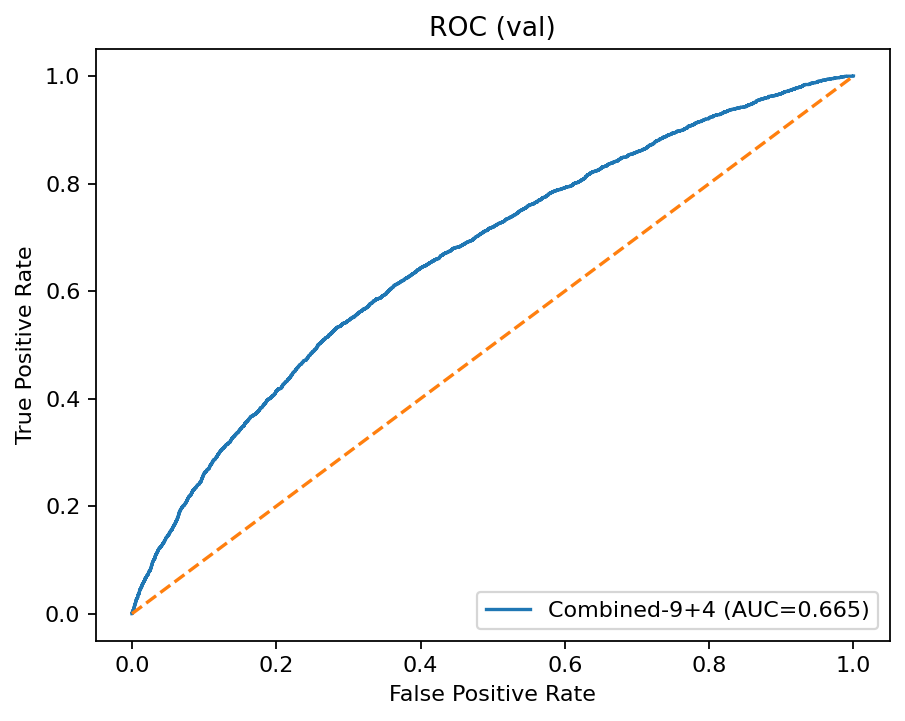 ROC (val)
1.0
0.8
0.6
0.4
0.2
0.0
True Positive Rate
Combined-9+4 (AUC=0.665)
0.0 0.2 0.4 0.6 0.8 1.0
False Positive Rate